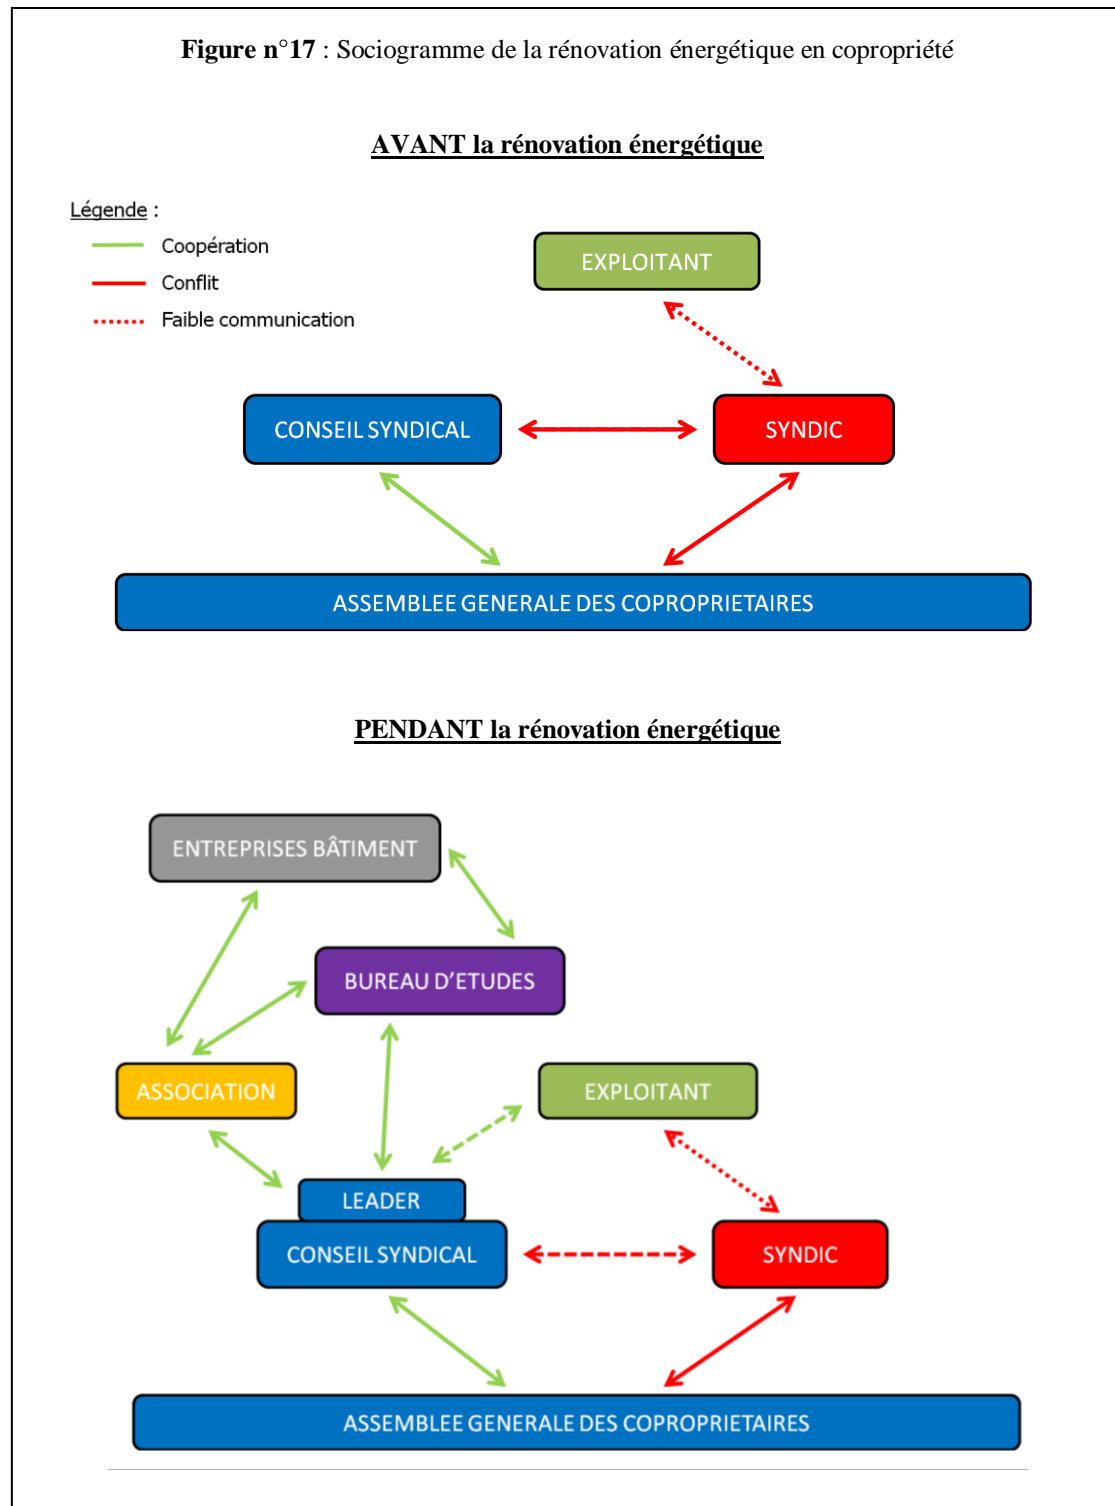 Figure n°17 : Sociogramme de la rénovation énergétique en copropriété
AVANT la rénovation énergétique
Légende :
Coopération
Conflit
Faible communication
EXPLOITANT
CONSEIL SYNDICAL
SYNDIC
ASSEMBLEE GENERALE DES COPROPRIETAIRES
PENDANT la rénovation énergétique
ENTREPRISES BÂTIMENT
BUREAU D'ETUDES
ASSOCIATION
EXPLOITANT
LEADER
CONSEIL SYNDICAL
SYNDIC
ASSEMBLEE GENERALE DES COPROPRIETAIRES